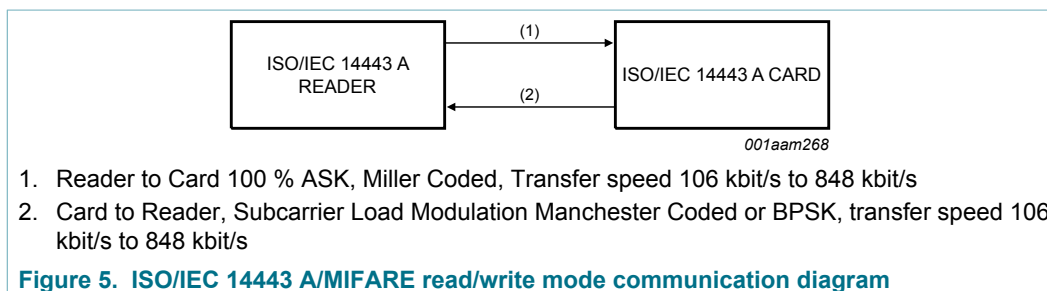 (1)
ISO/IEC 14443 A
READER
ISO/IEC 14443 A CARD
(2)
001aam268
1. Reader to Card 100 % ASK, Miller Coded, Transfer speed 106 kbit/s to 848 kbit/s
2. Card to Reader, Subcarrier Load Modulation Manchester Coded or BPSK, transfer speed 106
kbit/s to 848 kbit/s
Figure 5. ISO/IEC 14443 A/MIFARE read/write mode communication diagram